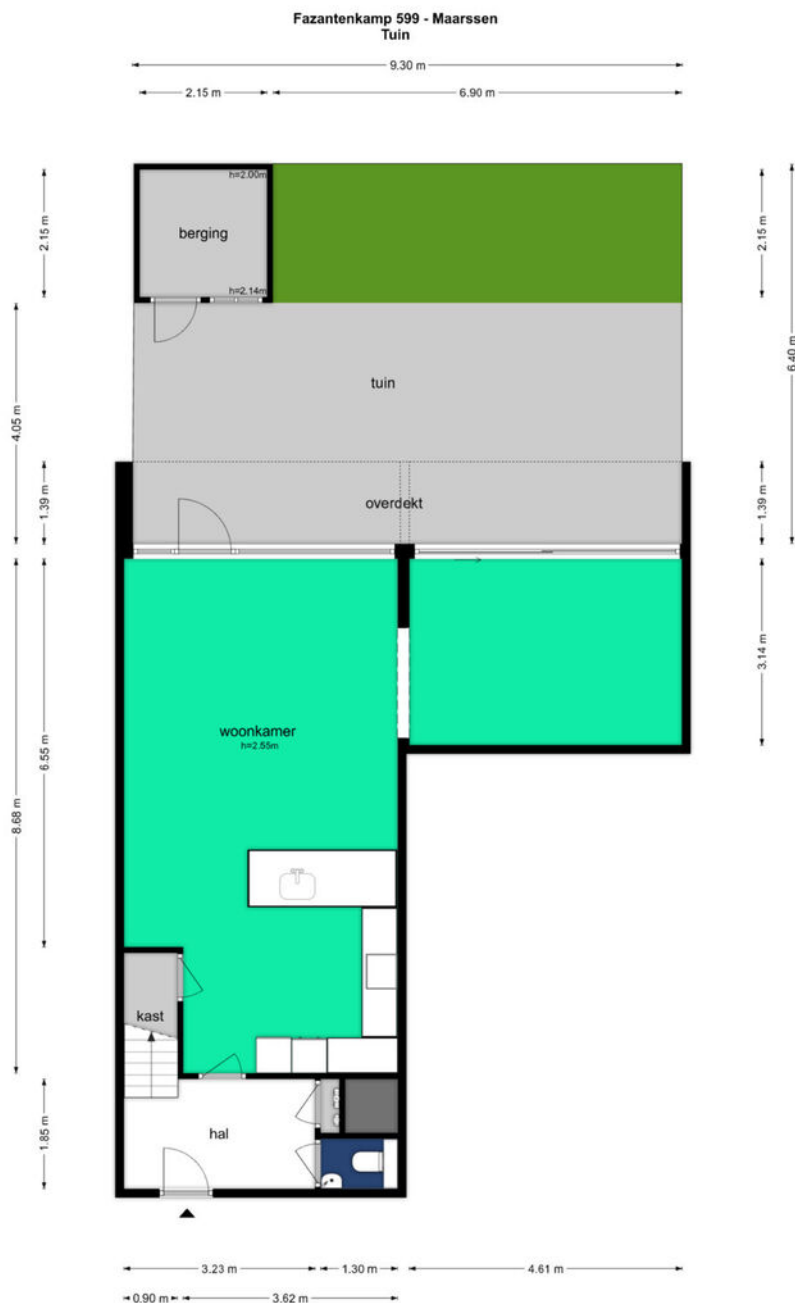 Fazantenkamp 599 - Maarssen
Tuin
9.30 m
2.15 m
6.90 m
h=2.00m
berging
h=2.14m
2.15 m
2.15 m
6.40 m
4.05 m
tuin
1.39 m
overdekt
1.39 m
3.14 m
woonkamer
h=2.55m
6.55 m
8.68 m
kast
hal
1.85 m
3.23 m
1.30 m
4.61 m
0.90 m
3.62 m